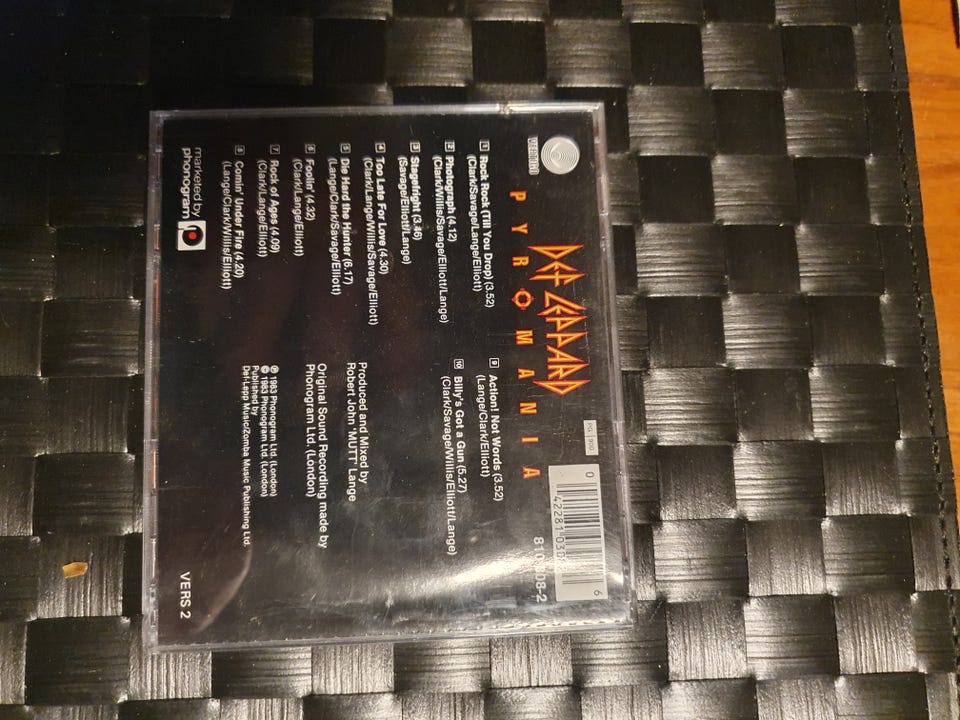 VERTIGO
DEF LEPPARD
PYROMANIA
PG 1990
0 42281 0308 6
810 308-2
1 Rock Rock (Till You Drop) (3.52)
(Clark/Savage/Lange/Elliott)
2 Photograph (4.12)
(Clark/Willis/Savage/Elliott/Lange)
3 Stagefright (3.46)
(Savage/Elliott/Lange)
4 Too Late For Love (4.30)
(Clark/Lange/Willis/Savage/Elliott)
5 Die Hard the Hunter (6.17)
(Lange/Clark/Savage/Elliott)
6 Foolin' (4.32)
(Clark/Lange/Elliott)
7 Rock of Ages (4.09)
(Clark/Lange/Elliott)
8 Comin' Under Fire (4.20)
(Lange/Clark/Willis/Elliott)
9 Action! Not Words (3.52)
(Lange/Clark/Elliott)
10 Billy's Got a Gun (5.27)
(Clark/Savage/Willis/Elliott/Lange)
Produced and Mixed by
Robert John 'MUTT' Lange
Original Sound Recording made by
Phonogram Ltd. (London)
℗ 1983 Phonogram Ltd. (London)
© 1983 Phonogram Ltd. (London)
Published by
Def-Lepp Music/Zomba Music Publishing Ltd.
marketed by
phonogram
VERS 2